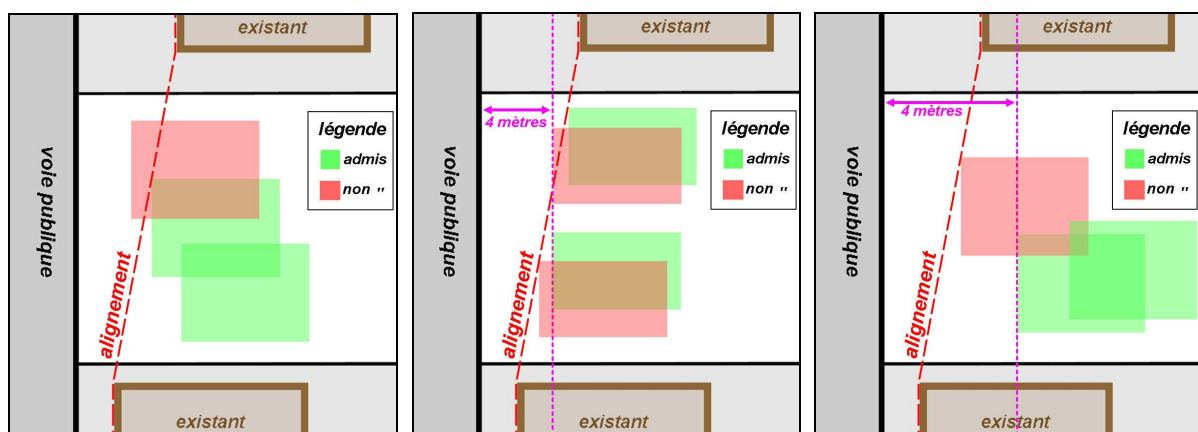 existant
légende
admis
non "
voie publique
alignement
existant
existant
4 mètres
légende
admis
non "
voie publique
alignement
existant
existant
4 mètres
légende
admis
non "
voie publique
alignement
existant